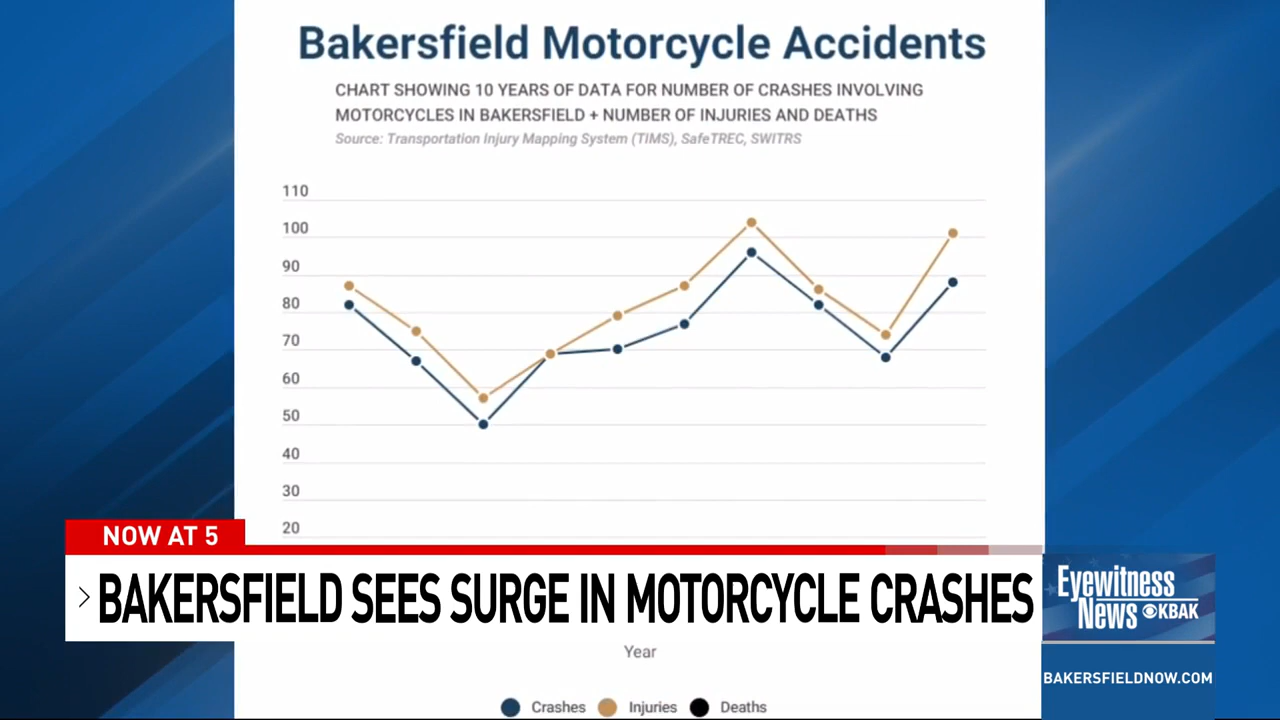 Bakersfield Motorcycle Accidents
CHART SHOWING 10 YEARS OF DATA FOR NUMBER OF CRASHES INVOLVING
MOTORCYCLES IN BAKERSFIELD + NUMBER OF INJURIES AND DEATHS
Source: Transportation Injury Mapping System (TIMS), SafeTREC, SWITRS
110
100
90
80
70
60
50
40
30
20
NOW AT 5
BAKERSFIELD SEES SURGE IN MOTORCYCLE CRASHES
Eyewitness
News KBAK
Year
BAKERSFIELDNOW.COM
Crashes Injuries Deaths